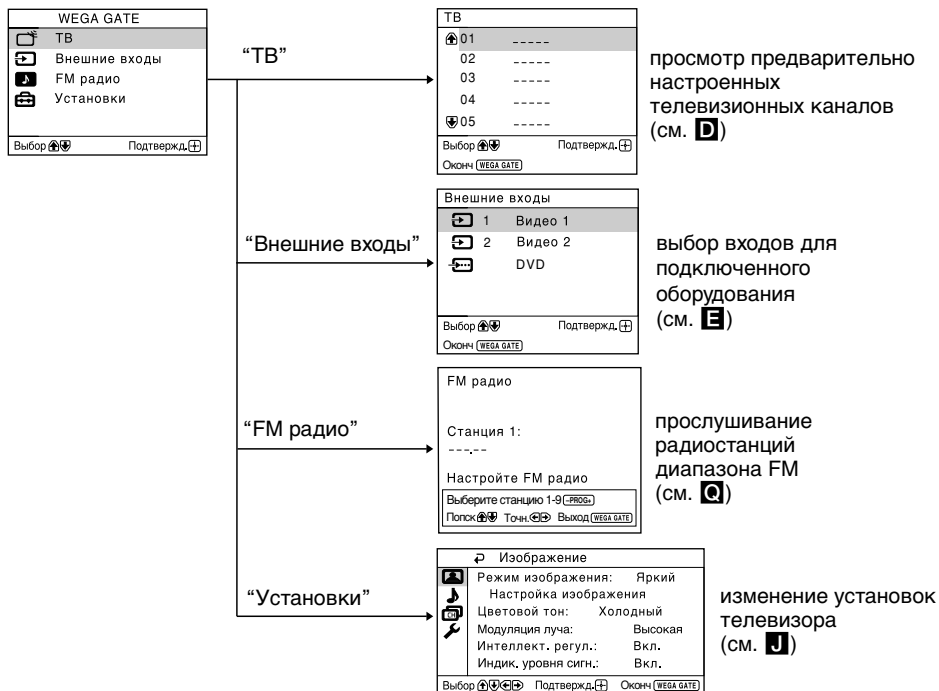 WEGA GATE
ТВ
Внешние входы
FM радио
Установки
Выбор Подтвержд.
“ТВ”
ТВ
01 -----
02 -----
03 -----
04 -----
05 -----
Выбор Подтвержд.
Оконч WEGA GATE
просмотр предварительно
настроенных
телевизионных каналов
(см. D)
“Внешние входы”
Внешние входы
1 Видео 1
2 Видео 2
DVD
Выбор Подтвержд.
Оконч WEGA GATE
выбор входов для
подключенного
оборудования
(см. E)
“FM радио”
FM радио
Станция 1:
---.--
Настройте FM радио
Выберите станцию 1-9 -PROG+
Попск Точн. Выход WEGA GATE
прослушивание
радиостанций
диапазона FM
(см. Q)
“Установки”
Изображение
Режим изображения: Яркий
Настройка изображения
Цветовой тон: Холодный
Модуляция луча: Высокая
Интеллект. регул.: Вкл.
Индик. уровня сигн.: Вкл.
Выбор Подтвержд. Оконч WEGA GATE
изменение установок
телевизора
(см. J)